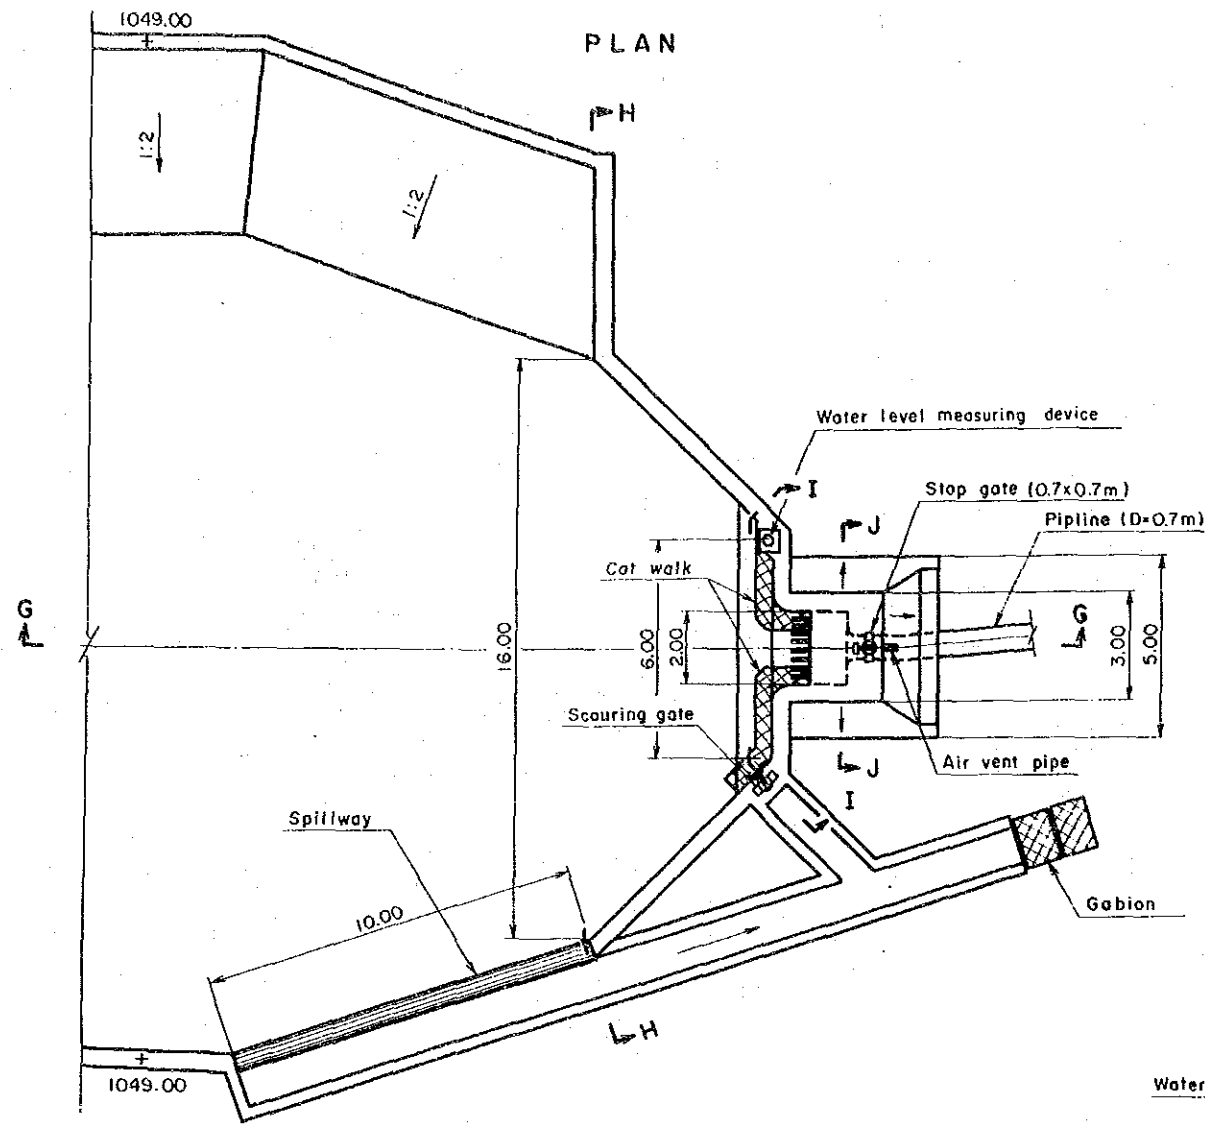 1049.00
PLAN
H
1:2
1:2
Water level measuring device
I
Stop gate (0.7x0.7m)
J
Pipline (D=0.7m)
Cat walk
G
G
16.00
6.00
2.00
3.00
5.00
Scouring gate
J
Air vent pipe
I
Spillway
10.00
Gabion
H
1049.00
Water